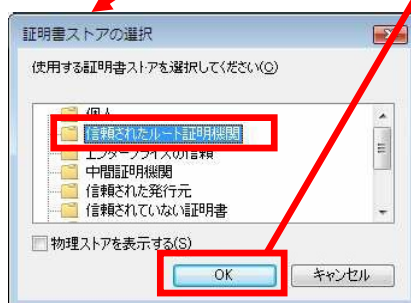 証明書ストアの選択
使用する証明書ストアを選択してください(C)
個人
信頼されたルート証明機関
エンタープライズの信頼
中間証明機関
信頼された発行元
信頼されていない証明書
物理ストアを表示する(S)
OK
キャンセル